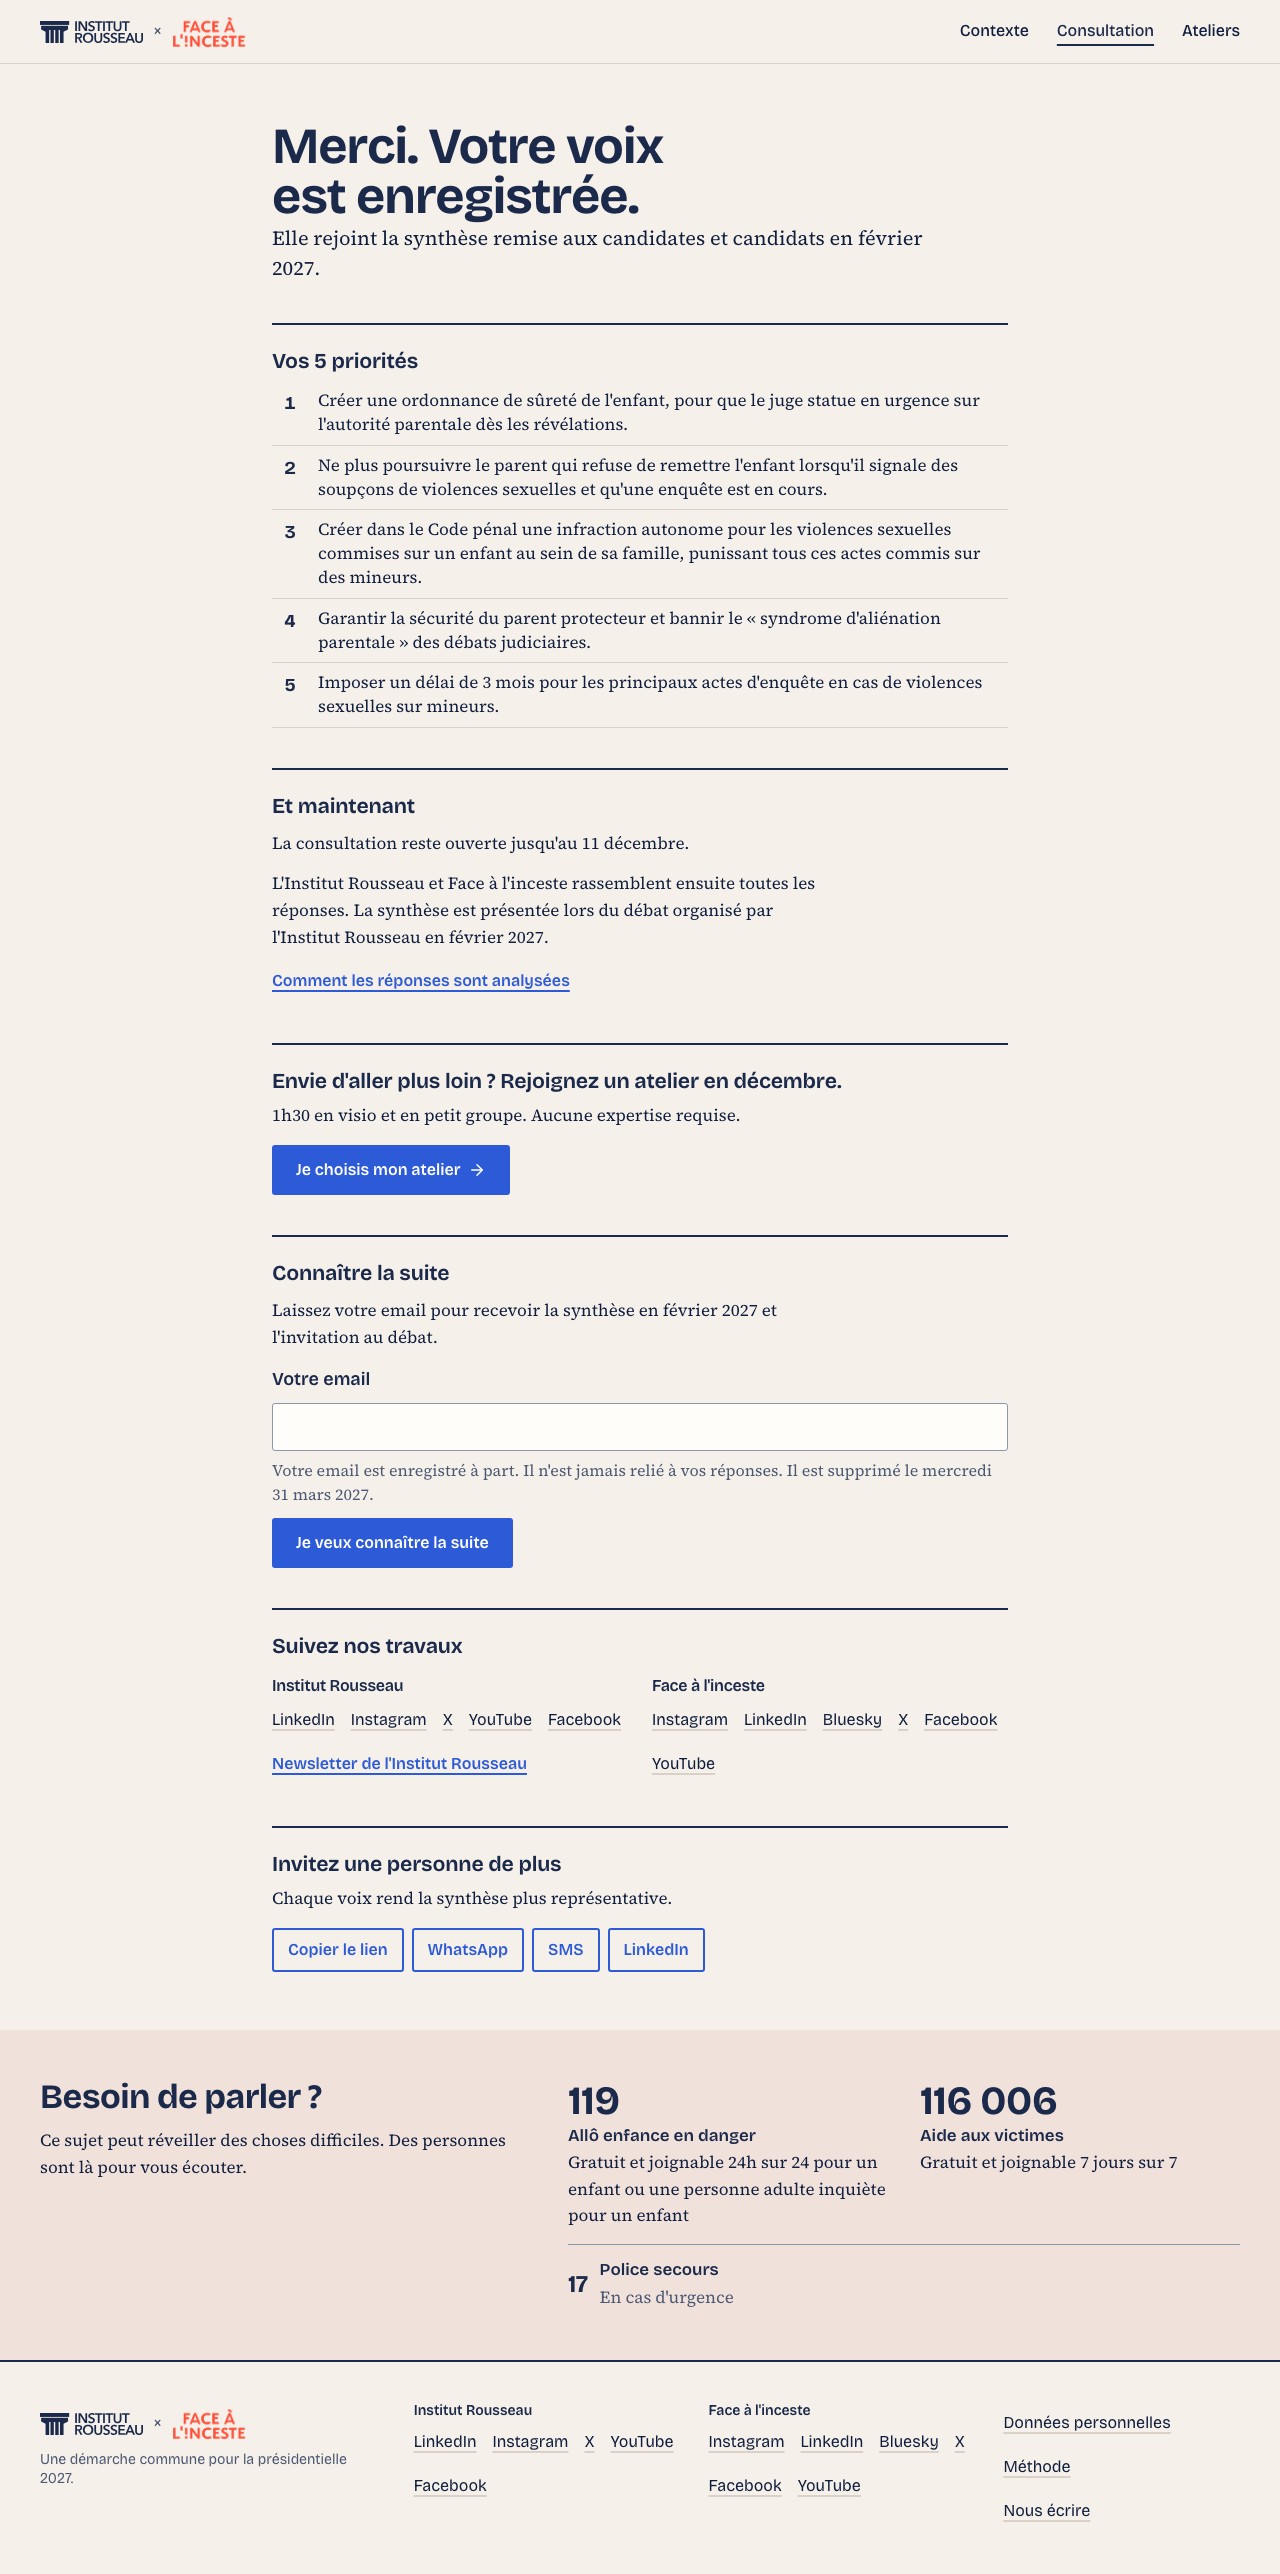 INSTITUT
ROUSSEAU
×
FACE À
L'INCESTE
Contexte
Consultation
Ateliers
Merci. Votre voix
est enregistrée.
Elle rejoint la synthèse remise aux candidates et candidats en février
2027.
Vos 5 priorités
1 Créer une ordonnance de sûreté de l'enfant, pour que le juge statue en urgence sur
l'autorité parentale dès les révélations.
2 Ne plus poursuivre le parent qui refuse de remettre l'enfant lorsqu'il signale des
soupçons de violences sexuelles et qu'une enquête est en cours.
3 Créer dans le Code pénal une infraction autonome pour les violences sexuelles
commises sur un enfant au sein de sa famille, punissant tous ces actes commis sur
des mineurs.
4 Garantir la sécurité du parent protecteur et bannir le « syndrome d'aliénation
parentale » des débats judiciaires.
5 Imposer un délai de 3 mois pour les principaux actes d'enquête en cas de violences
sexuelles sur mineurs.
Et maintenant
La consultation reste ouverte jusqu'au 11 décembre.
L'Institut Rousseau et Face à l'inceste rassemblent ensuite toutes les
réponses. La synthèse est présentée lors du débat organisé par
l'Institut Rousseau en février 2027.
Comment les réponses sont analysées
Envie d'aller plus loin ? Rejoignez un atelier en décembre.
1h30 en visio et en petit groupe. Aucune expertise requise.
Je choisis mon atelier →
Connaître la suite
Laissez votre email pour recevoir la synthèse en février 2027 et
l'invitation au débat.
Votre email
Votre email est enregistré à part. Il n'est jamais relié à vos réponses. Il est supprimé le mercredi
31 mars 2027.
Je veux connaître la suite
Suivez nos travaux
Institut Rousseau
LinkedIn Instagram X YouTube Facebook
Newsletter de l'Institut Rousseau
Face à l'inceste
Instagram LinkedIn Bluesky X Facebook
YouTube
Invitez une personne de plus
Chaque voix rend la synthèse plus représentative.
Copier le lien
WhatsApp
SMS
LinkedIn
Besoin de parler ?
Ce sujet peut réveiller des choses difficiles. Des personnes
sont là pour vous écouter.
119
Allô enfance en danger
Gratuit et joignable 24h sur 24 pour un
enfant ou une personne adulte inquiète
pour un enfant
116 006
Aide aux victimes
Gratuit et joignable 7 jours sur 7
17
Police secours
En cas d'urgence
INSTITUT
ROUSSEAU
×
FACE À
L'INCESTE
Une démarche commune pour la présidentielle
2027.
Institut Rousseau
LinkedIn Instagram X YouTube
Facebook
Face à l'inceste
Instagram LinkedIn Bluesky X
Facebook YouTube
Données personnelles
Méthode
Nous écrire